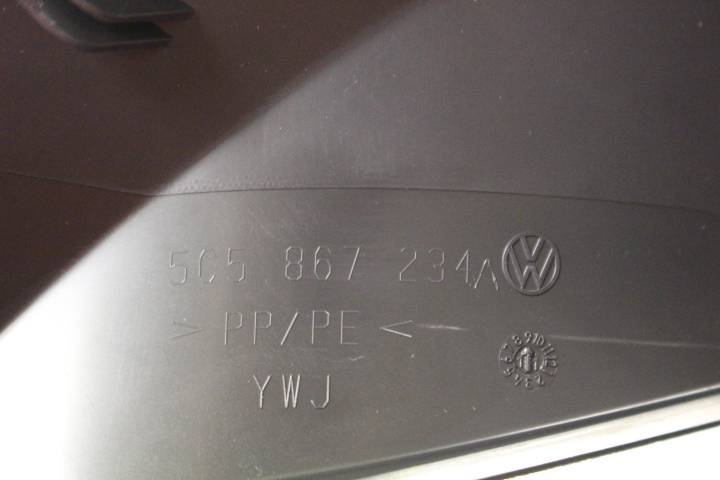 5C5 867 234A
> PP/PE <
YWJ